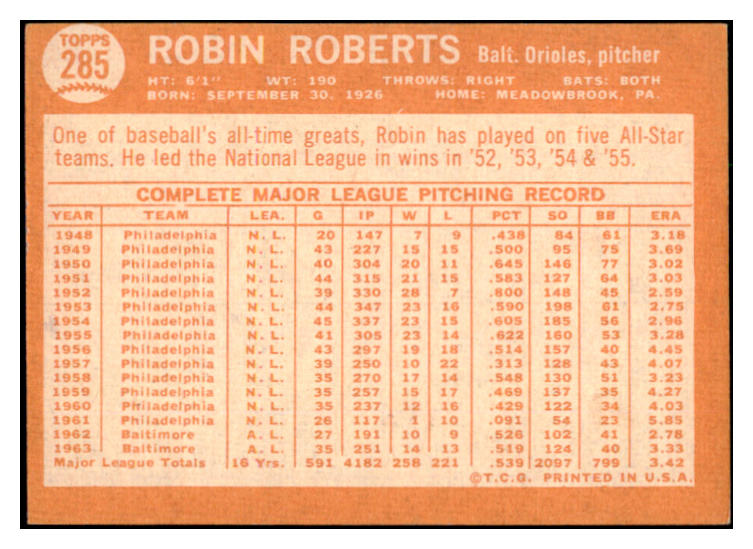 TOPPS
285
ROBIN ROBERTS Balt. Orioles, pitcher
HT: 6'1" WT: 190 THROWS: RIGHT BATS: BOTH
BORN: SEPTEMBER 30, 1926 HOME: MEADOWBROOK, PA.
One of baseball's all-time greats, Robin has played on five All-Star
teams. He led the National League in wins in '52, '53, '54 & '55.
COMPLETE MAJOR LEAGUE PITCHING RECORD
YEAR TEAM LEA. G IP W L PCT SO BB ERA
1948 Philadelphia N. L. 20 147 7 9 .438 84 61 3.18
1949 Philadelphia N. L. 43 227 15 15 .500 95 75 3.69
1950 Philadelphia N. L. 40 304 20 11 .645 146 77 3.02
1951 Philadelphia N. L. 44 315 21 15 .583 127 64 3.03
1952 Philadelphia N. L. 39 330 28 7 .800 148 45 2.59
1953 Philadelphia N. L. 44 347 23 16 .590 198 61 2.75
1954 Philadelphia N. L. 45 337 23 15 .605 185 56 2.96
1955 Philadelphia N. L. 41 305 23 14 .622 160 53 3.28
1956 Philadelphia N. L. 43 297 19 18 .514 157 40 4.45
1957 Philadelphia N. L. 39 250 10 22 .313 128 43 4.07
1958 Philadelphia N. L. 35 270 17 14 .548 130 51 3.23
1959 Philadelphia N. L. 35 257 15 17 .469 137 35 4.27
1960 Philadelphia N. L. 35 237 12 16 .429 122 34 4.03
1961 Philadelphia N. L. 26 117 1 10 .091 54 23 5.85
1962 Baltimore A. L. 27 191 10 9 .526 102 41 2.78
1963 Baltimore A. L. 35 251 14 13 .519 124 40 3.33
Major League Totals 16 Yrs. 591 4182 258 221 .539 2097 799 3.42
©T.C.G. PRINTED IN U.S.A.